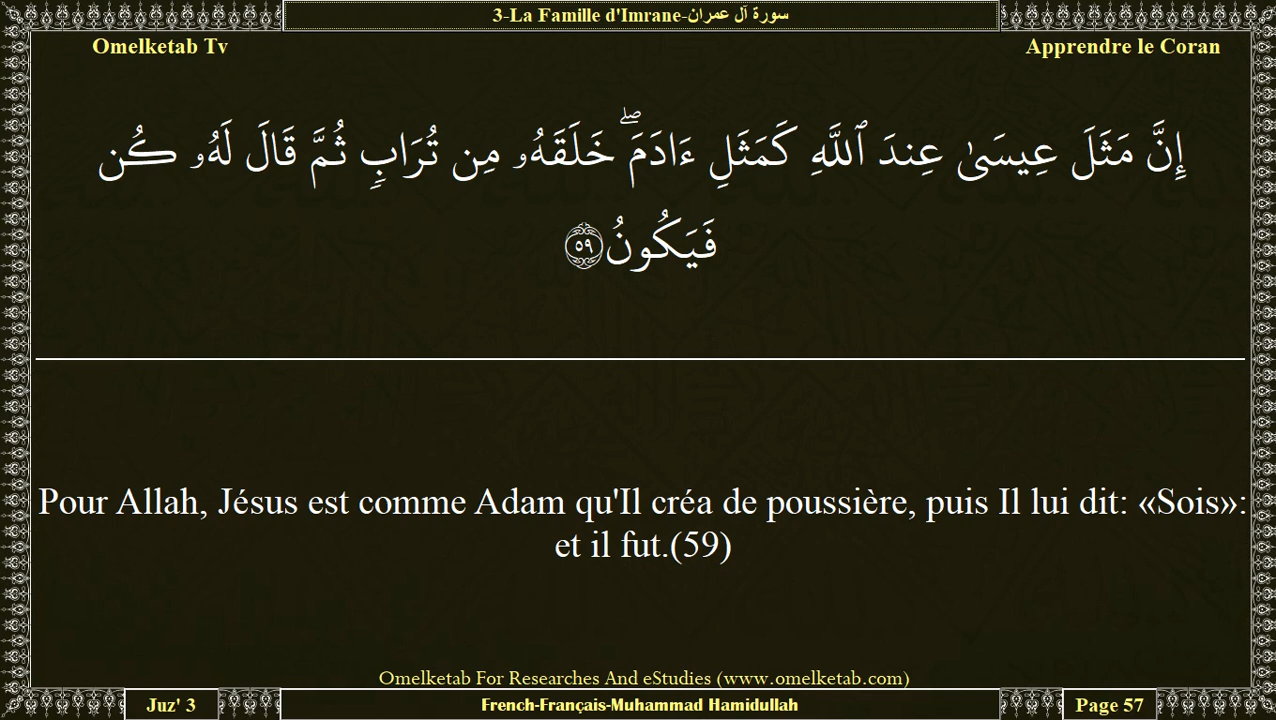 3-La Famille d'Imrane-سورة آل عمران
Omelketab Tv
Apprendre le Coran
إِنَّ مَثَلَ عِيسَىٰ عِندَ ٱللَّهِ كَمَثَلِ ءَادَمَۖ خَلَقَهُۥ مِن تُرَابٖ ثُمَّ قَالَ لَهُۥ كُن
فَيَكُونُ ٥٩
Pour Allah, Jésus est comme Adam qu'Il créa de poussière, puis Il lui dit: «Sois»:
et il fut.(59)
Omelketab For Researches And eStudies (www.omelketab.com)
Juz' 3
French-Français-Muhammad Hamidullah
Page 57